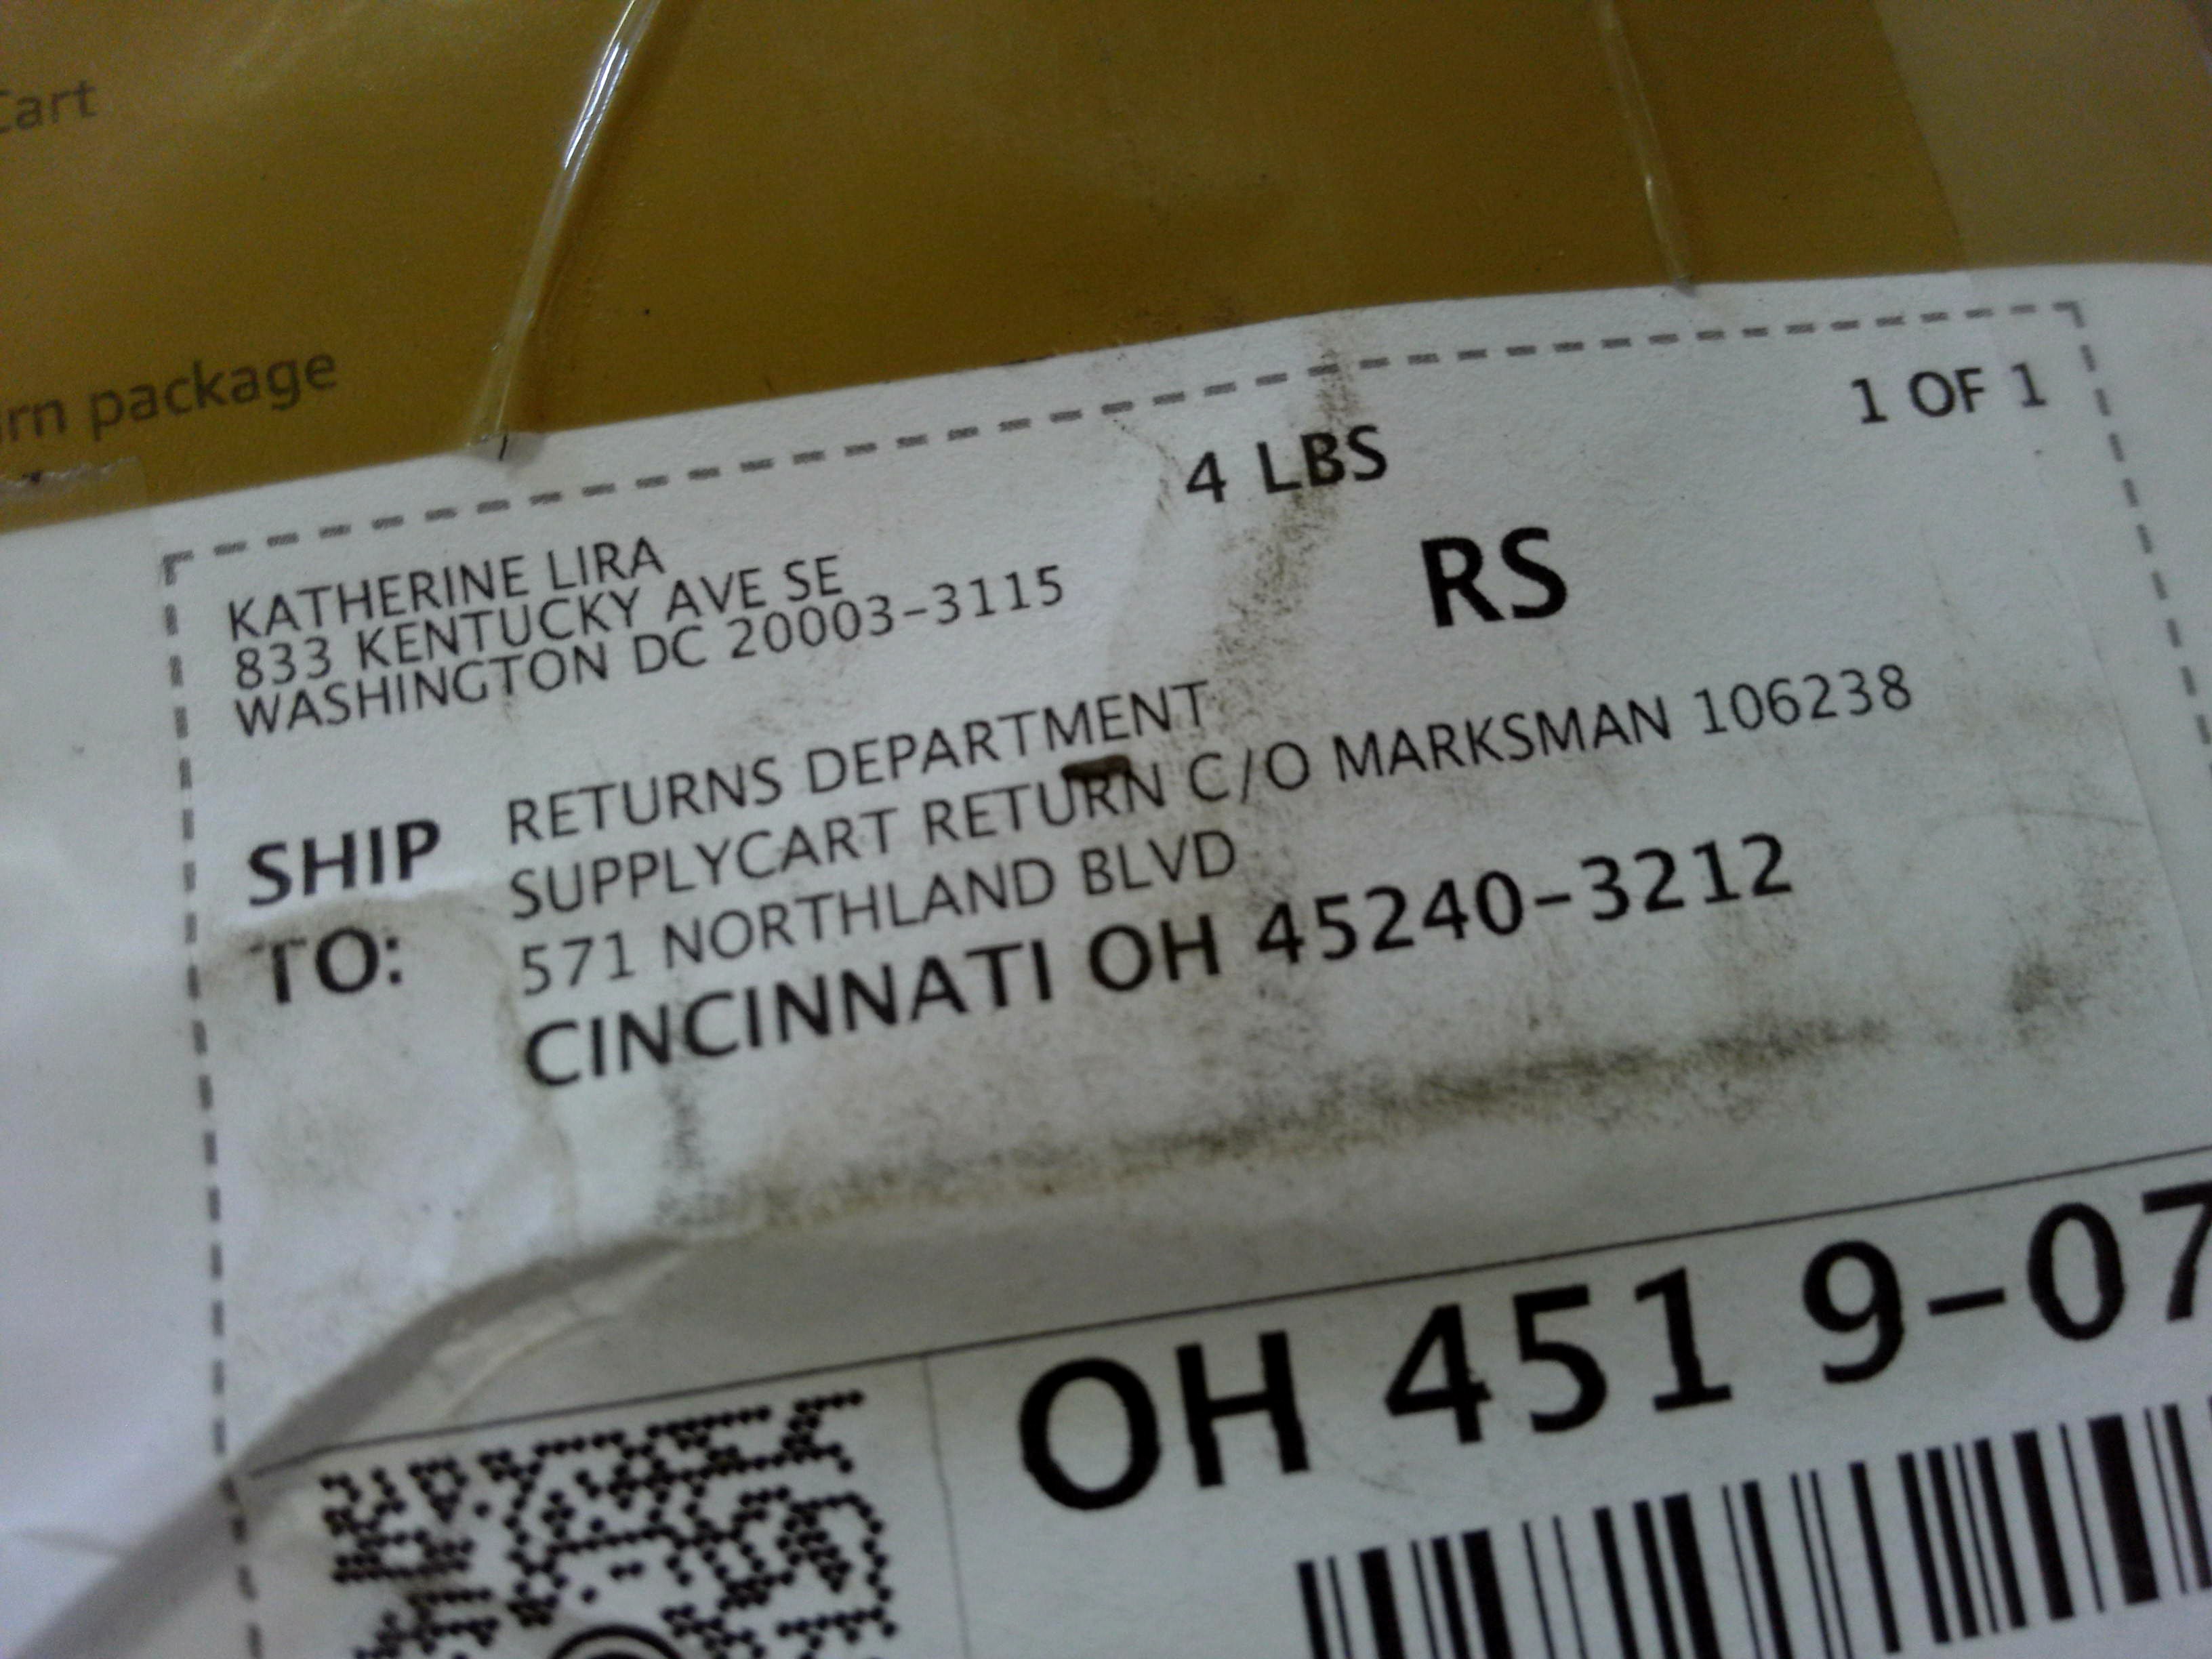 Cart
urn package
1 OF 1
4 LBS
RS
KATHERINE LIRA
833 KENTUCKY AVE SE
WASHINGTON DC 20003-3115
SHIP TO:
RETURNS DEPARTMENT
SUPPLYCART RETURN C/O MARKSMAN 106238
571 NORTHLAND BLVD
CINCINNATI OH 45240-3212
OH 451 9-07